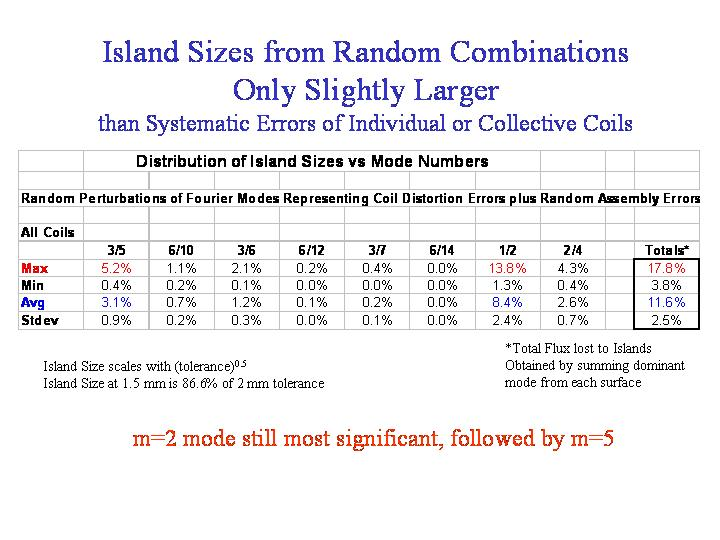 Island Sizes from Random Combinations
Only Slightly Larger
than Systematic Errors of Individual or Collective Coils
Distribution of Island Sizes vs Mode Numbers
Random Perturbations of Fourier Modes Representing Coil Distortion Errors plus Random Assembly Errors
All Coils
3/5 6/10 3/6 6/12 3/7 6/14 1/2 2/4 Totals*
Max 5.2% 1.1% 2.1% 0.2% 0.4% 0.0% 13.8% 4.3% 17.8%
Min 0.4% 0.2% 0.1% 0.0% 0.0% 0.0% 1.3% 0.4% 3.8%
Avg 3.1% 0.7% 1.2% 0.1% 0.2% 0.0% 8.4% 2.6% 11.6%
Stdev 0.9% 0.2% 0.3% 0.0% 0.1% 0.0% 2.4% 0.7% 2.5%
Island Size scales with (tolerance)0.5
Island Size at 1.5 mm is 86.6% of 2 mm tolerance
*Total Flux lost to Islands
Obtained by summing dominant
mode from each surface
m=2 mode still most significant, followed by m=5